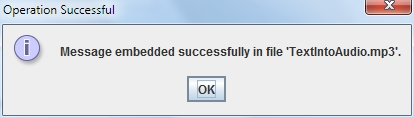 Operation Successful
Message embedded successfully in file 'TextIntoAudio.mp3'.
OK